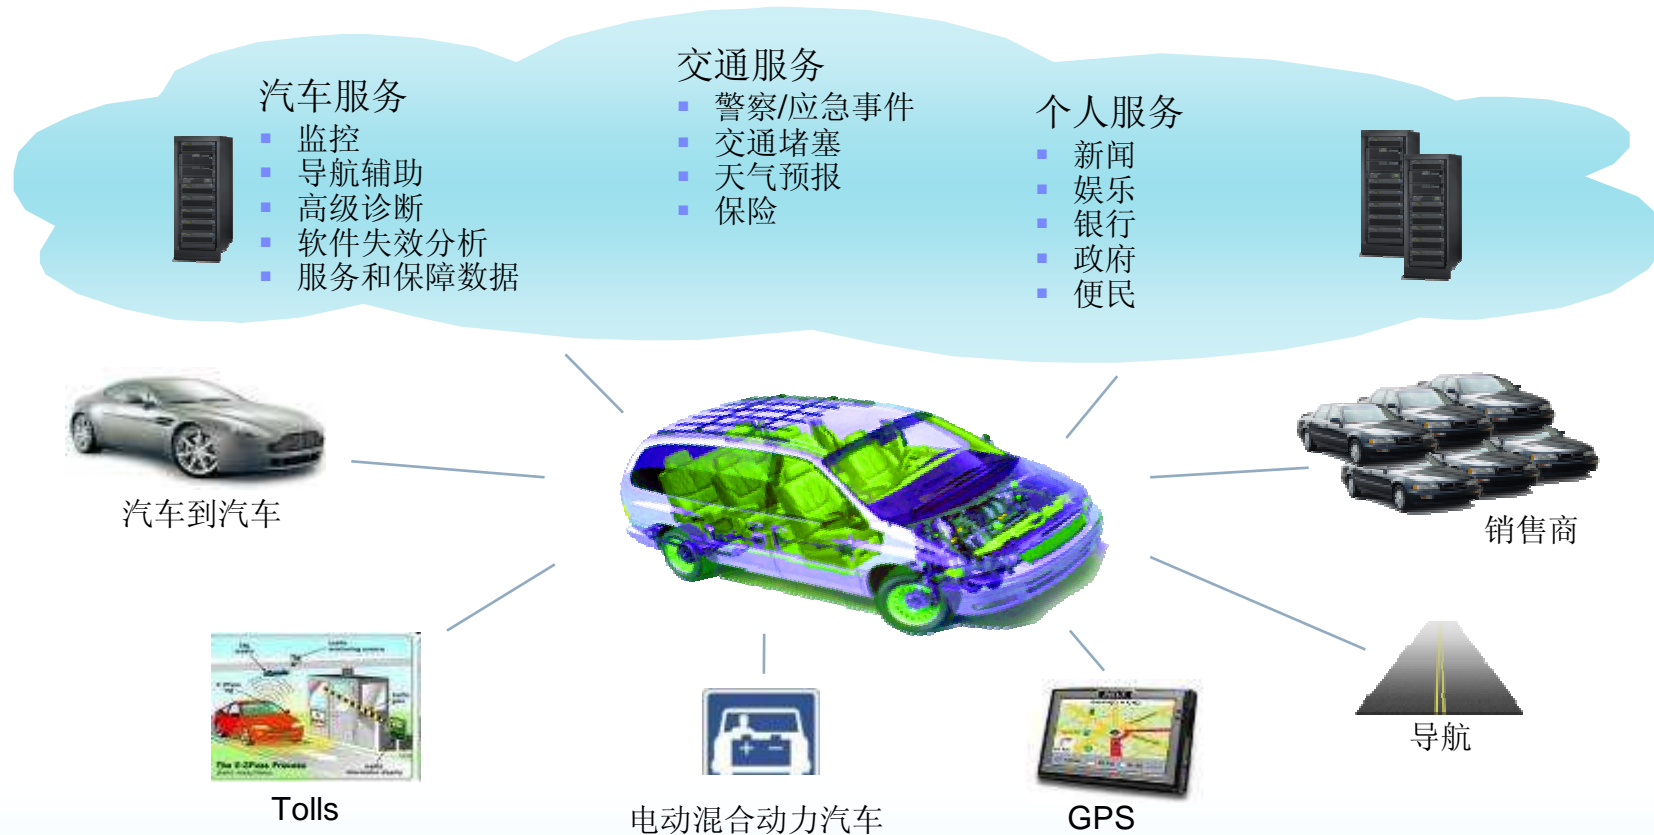 汽车服务
监控
导航辅助
高级诊断
软件失效分析
服务和保障数据
交通服务
警察/应急事件
交通堵塞
天气预报
保险
个人服务
新闻
娱乐
银行
政府
便民
汽车到汽车
销售商
The E-ZPass Process
Tolls
电动混合动力汽车
GPS
导航